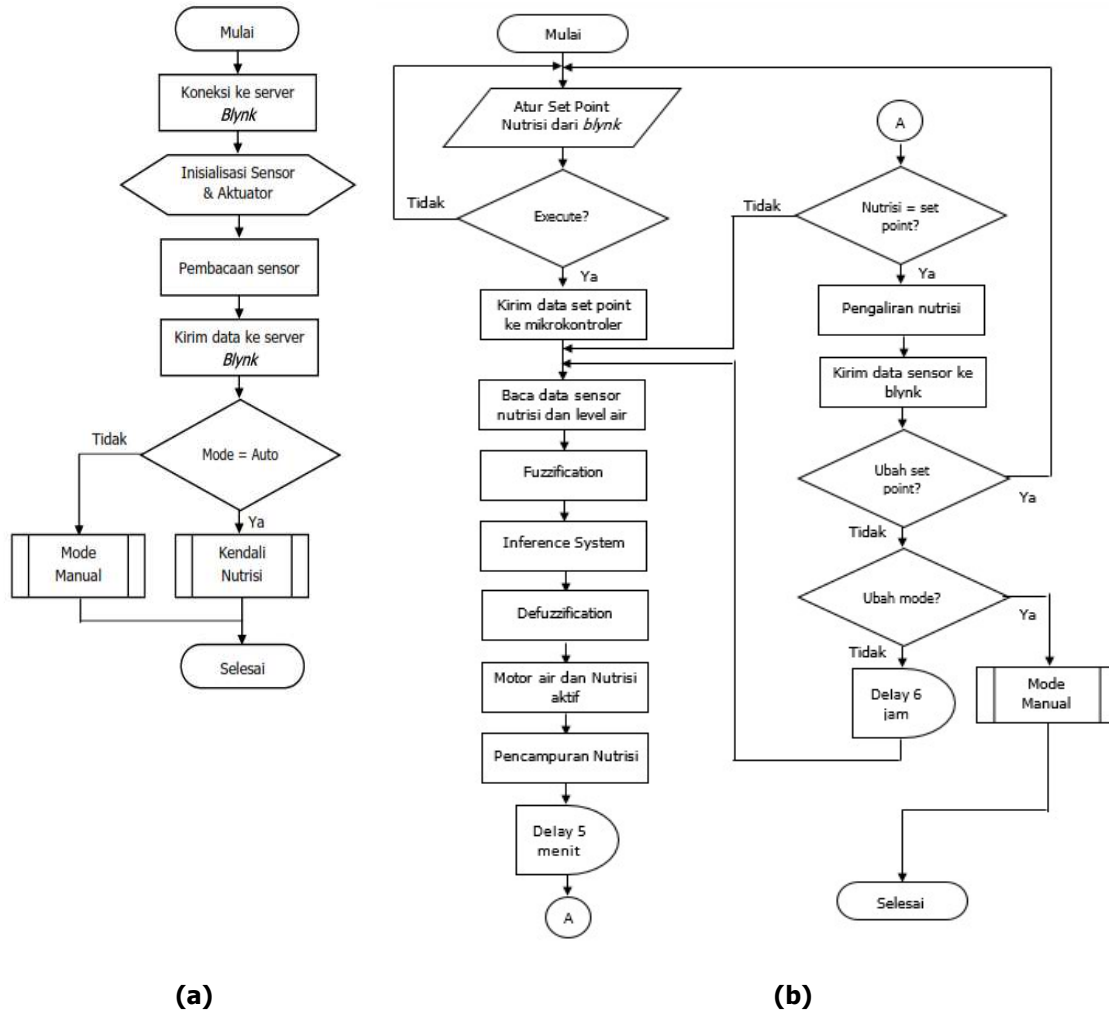 Mulai
Koneksi ke server
Blynk
Inisialisasi Sensor
& Aktuator
Pembacaan sensor
Kirim data ke server
Blynk
Mode = Auto
Tidak
Ya
Mode
Manual
Kendali
Nutrisi
Selesai
(a)
Mulai
Atur Set Point
Nutrisi dari blynk
Execute?
Tidak
Ya
Kirim data set point
ke mikrokontroler
Baca data sensor
nutrisi dan level air
Fuzzification
Inference System
Defuzzification
Motor air dan Nutrisi
aktif
Pencampuran Nutrisi
Delay 5
menit
A
A
Nutrisi = set
point?
Tidak
Ya
Pengaliran nutrisi
Kirim data sensor ke
blynk
Ubah set
point?
Ya
Tidak
Ubah mode?
Ya
Tidak
Delay 6
jam
Mode
Manual
Selesai
(b)